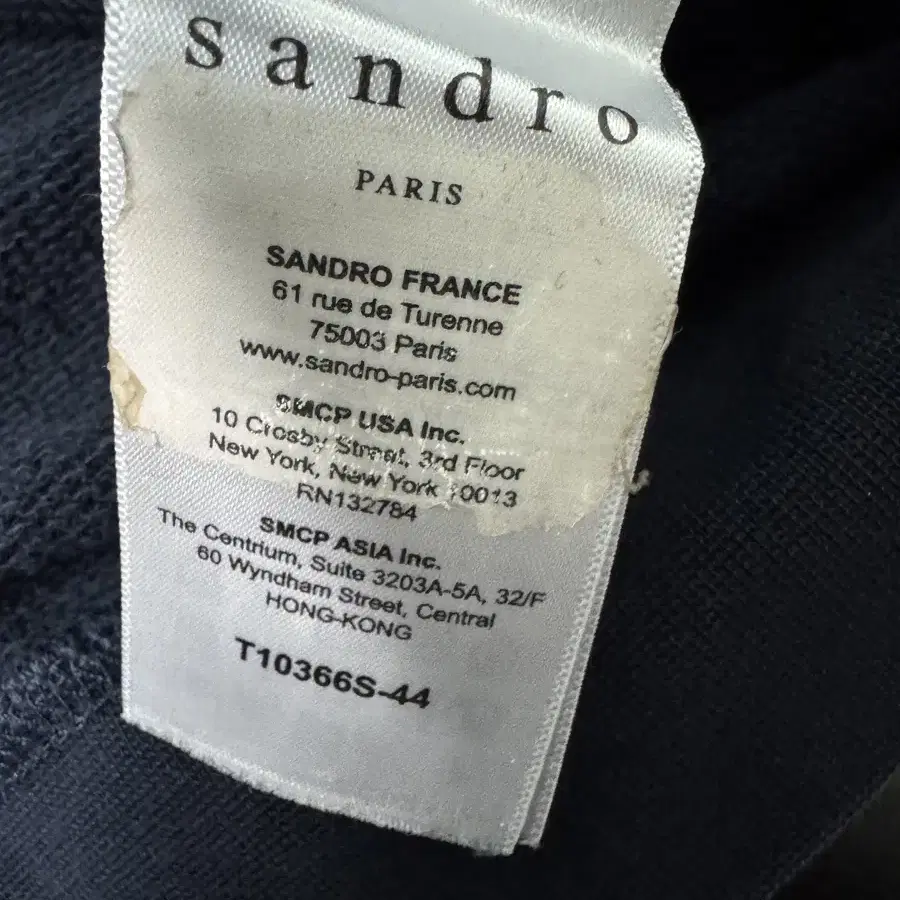 sandro
PARIS
SANDRO FRANCE
61 rue de Turenne
75003 Paris
www.sandro-paris.com
SMCP USA Inc.
10 Crosby Street, 3rd Floor
New York, New York 10013
RN132784
SMCP ASIA Inc.
The Centrium, Suite 3203A-5A, 32/F
60 Wyndham Street, Central
HONG-KONG
T10366S-44